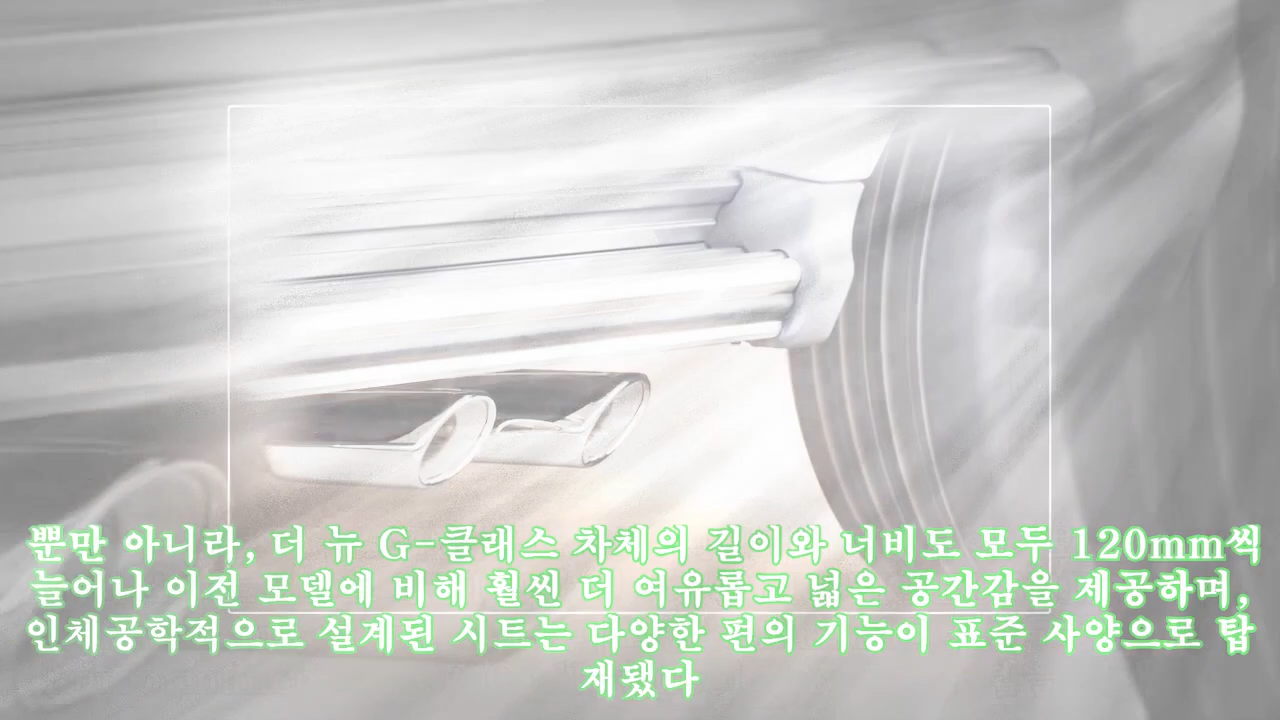 뿐만 아니라, 더 뉴 G-클래스 차체의 길이와 너비도 모두 120mm씩
늘어나 이전 모델에 비해 훨씬 더 여유롭고 넓은 공간감을 제공하며,
인체공학적으로 설계된 시트는 다양한 편의 기능이 표준 사양으로 탑
재됐다